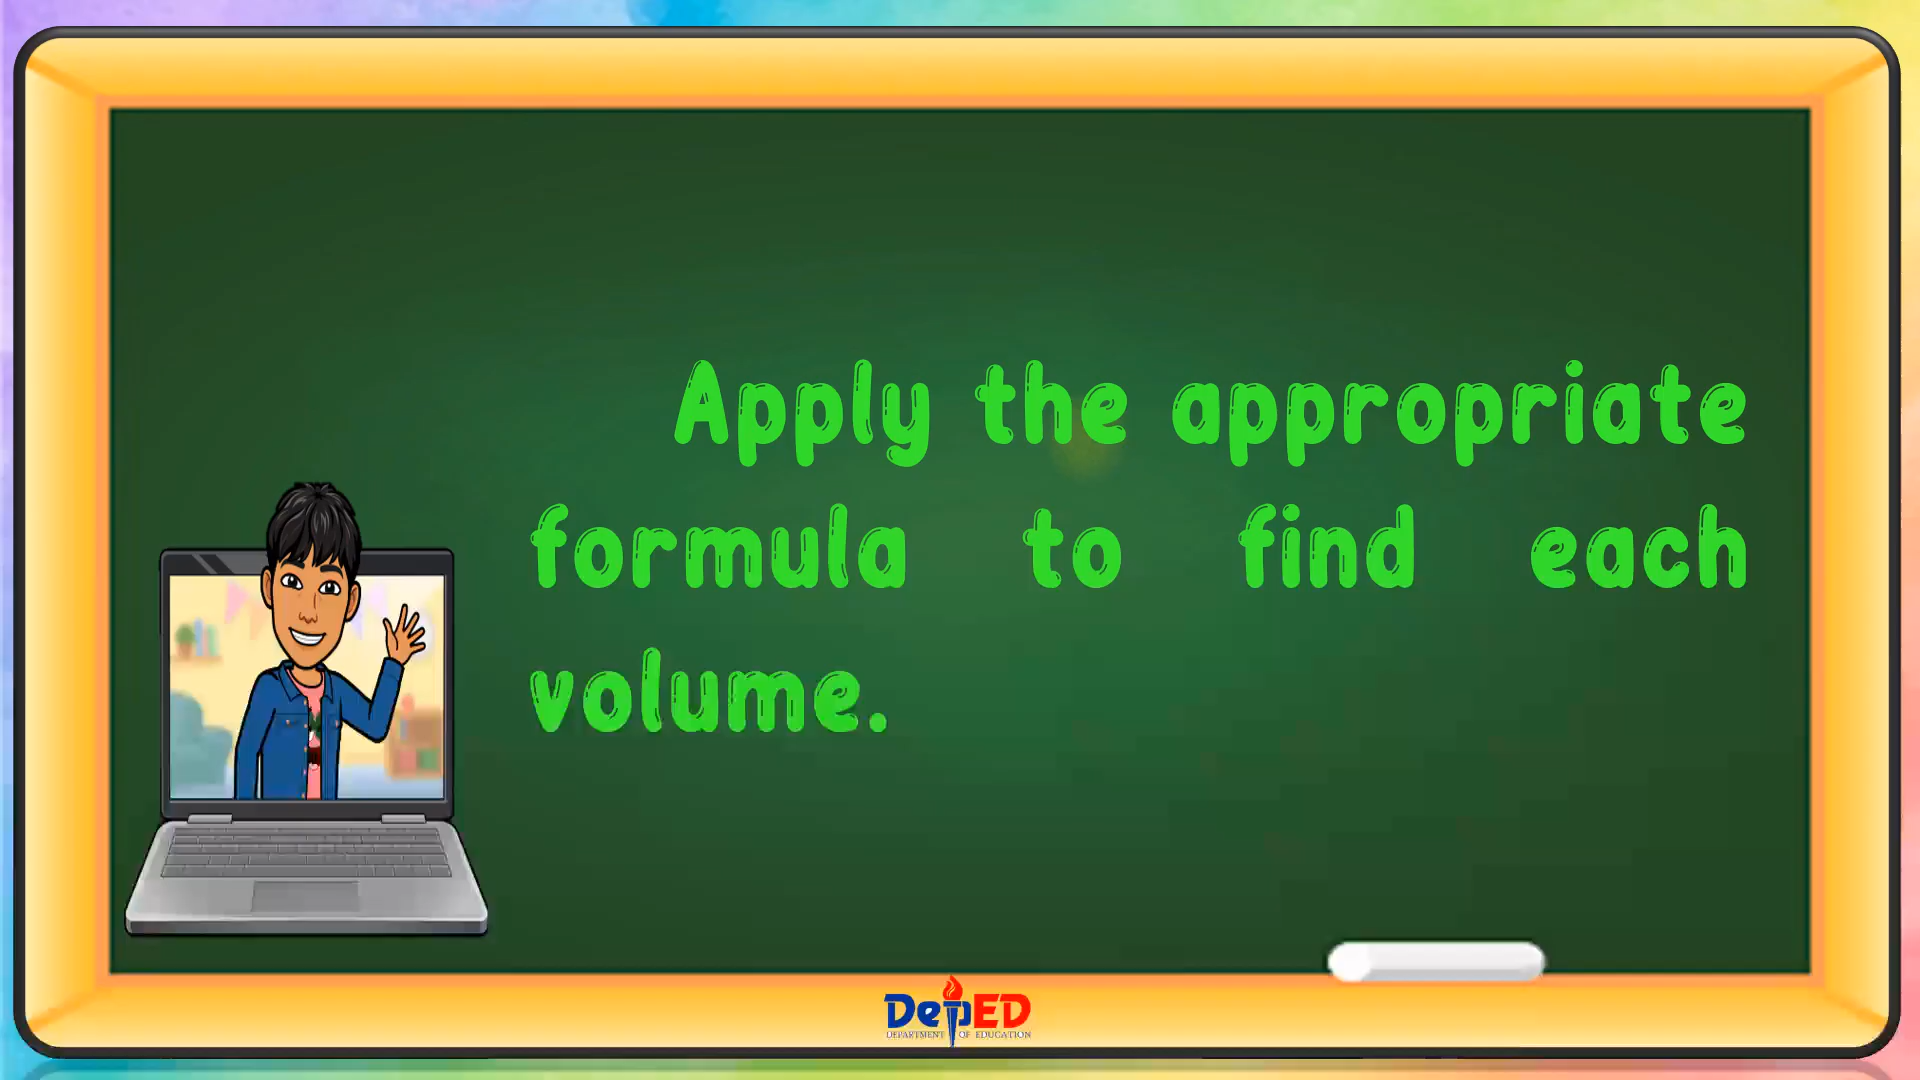 Apply the appropriate
formula to find each
volume.
DepED
DEPARTMENT OF EDUCATION